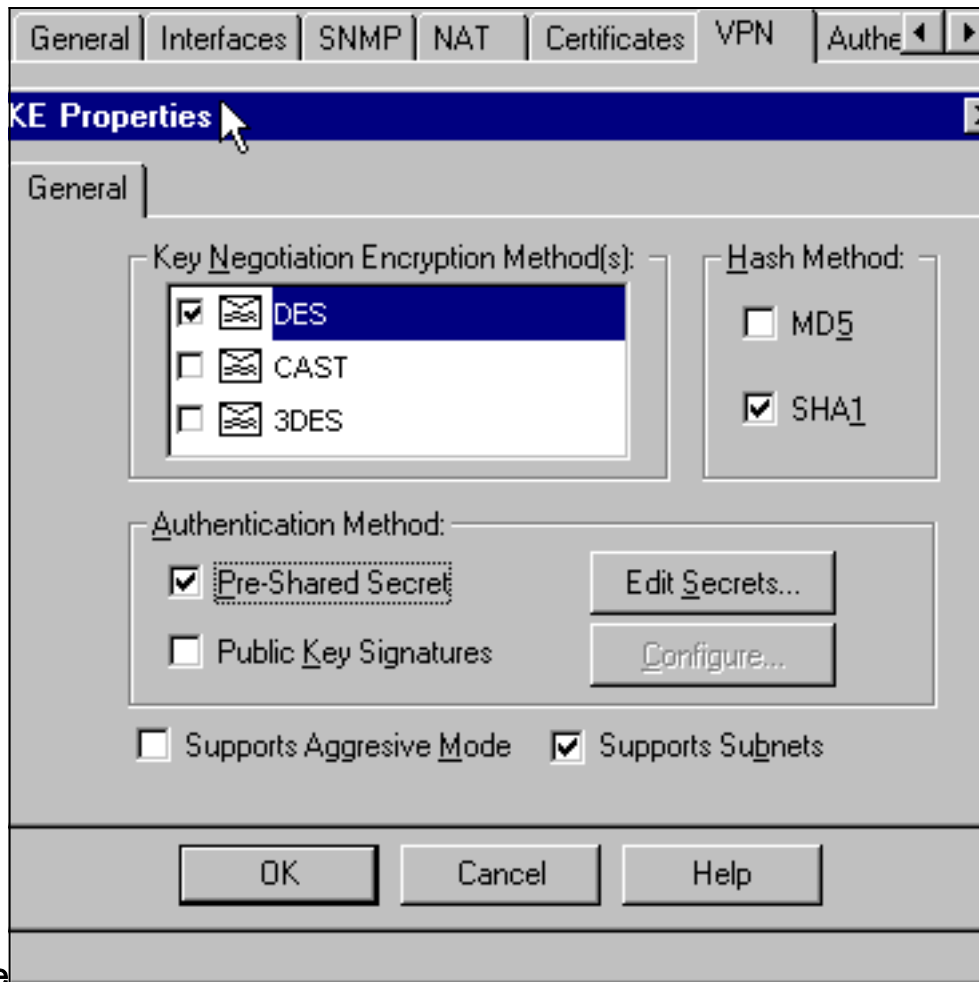 General Interfaces SNMP NAT Certificates VPN Authe
KE Properties
General
Key Negotiation Encryption Method(s):
Hash Method:
DES
MD5
CAST
3DES
SHA1
Authentication Method:
Pre-Shared Secret
Edit Secrets...
Public Key Signatures
Configure...
Supports Aggresive Mode
Supports Subnets
OK Cancel Help
e